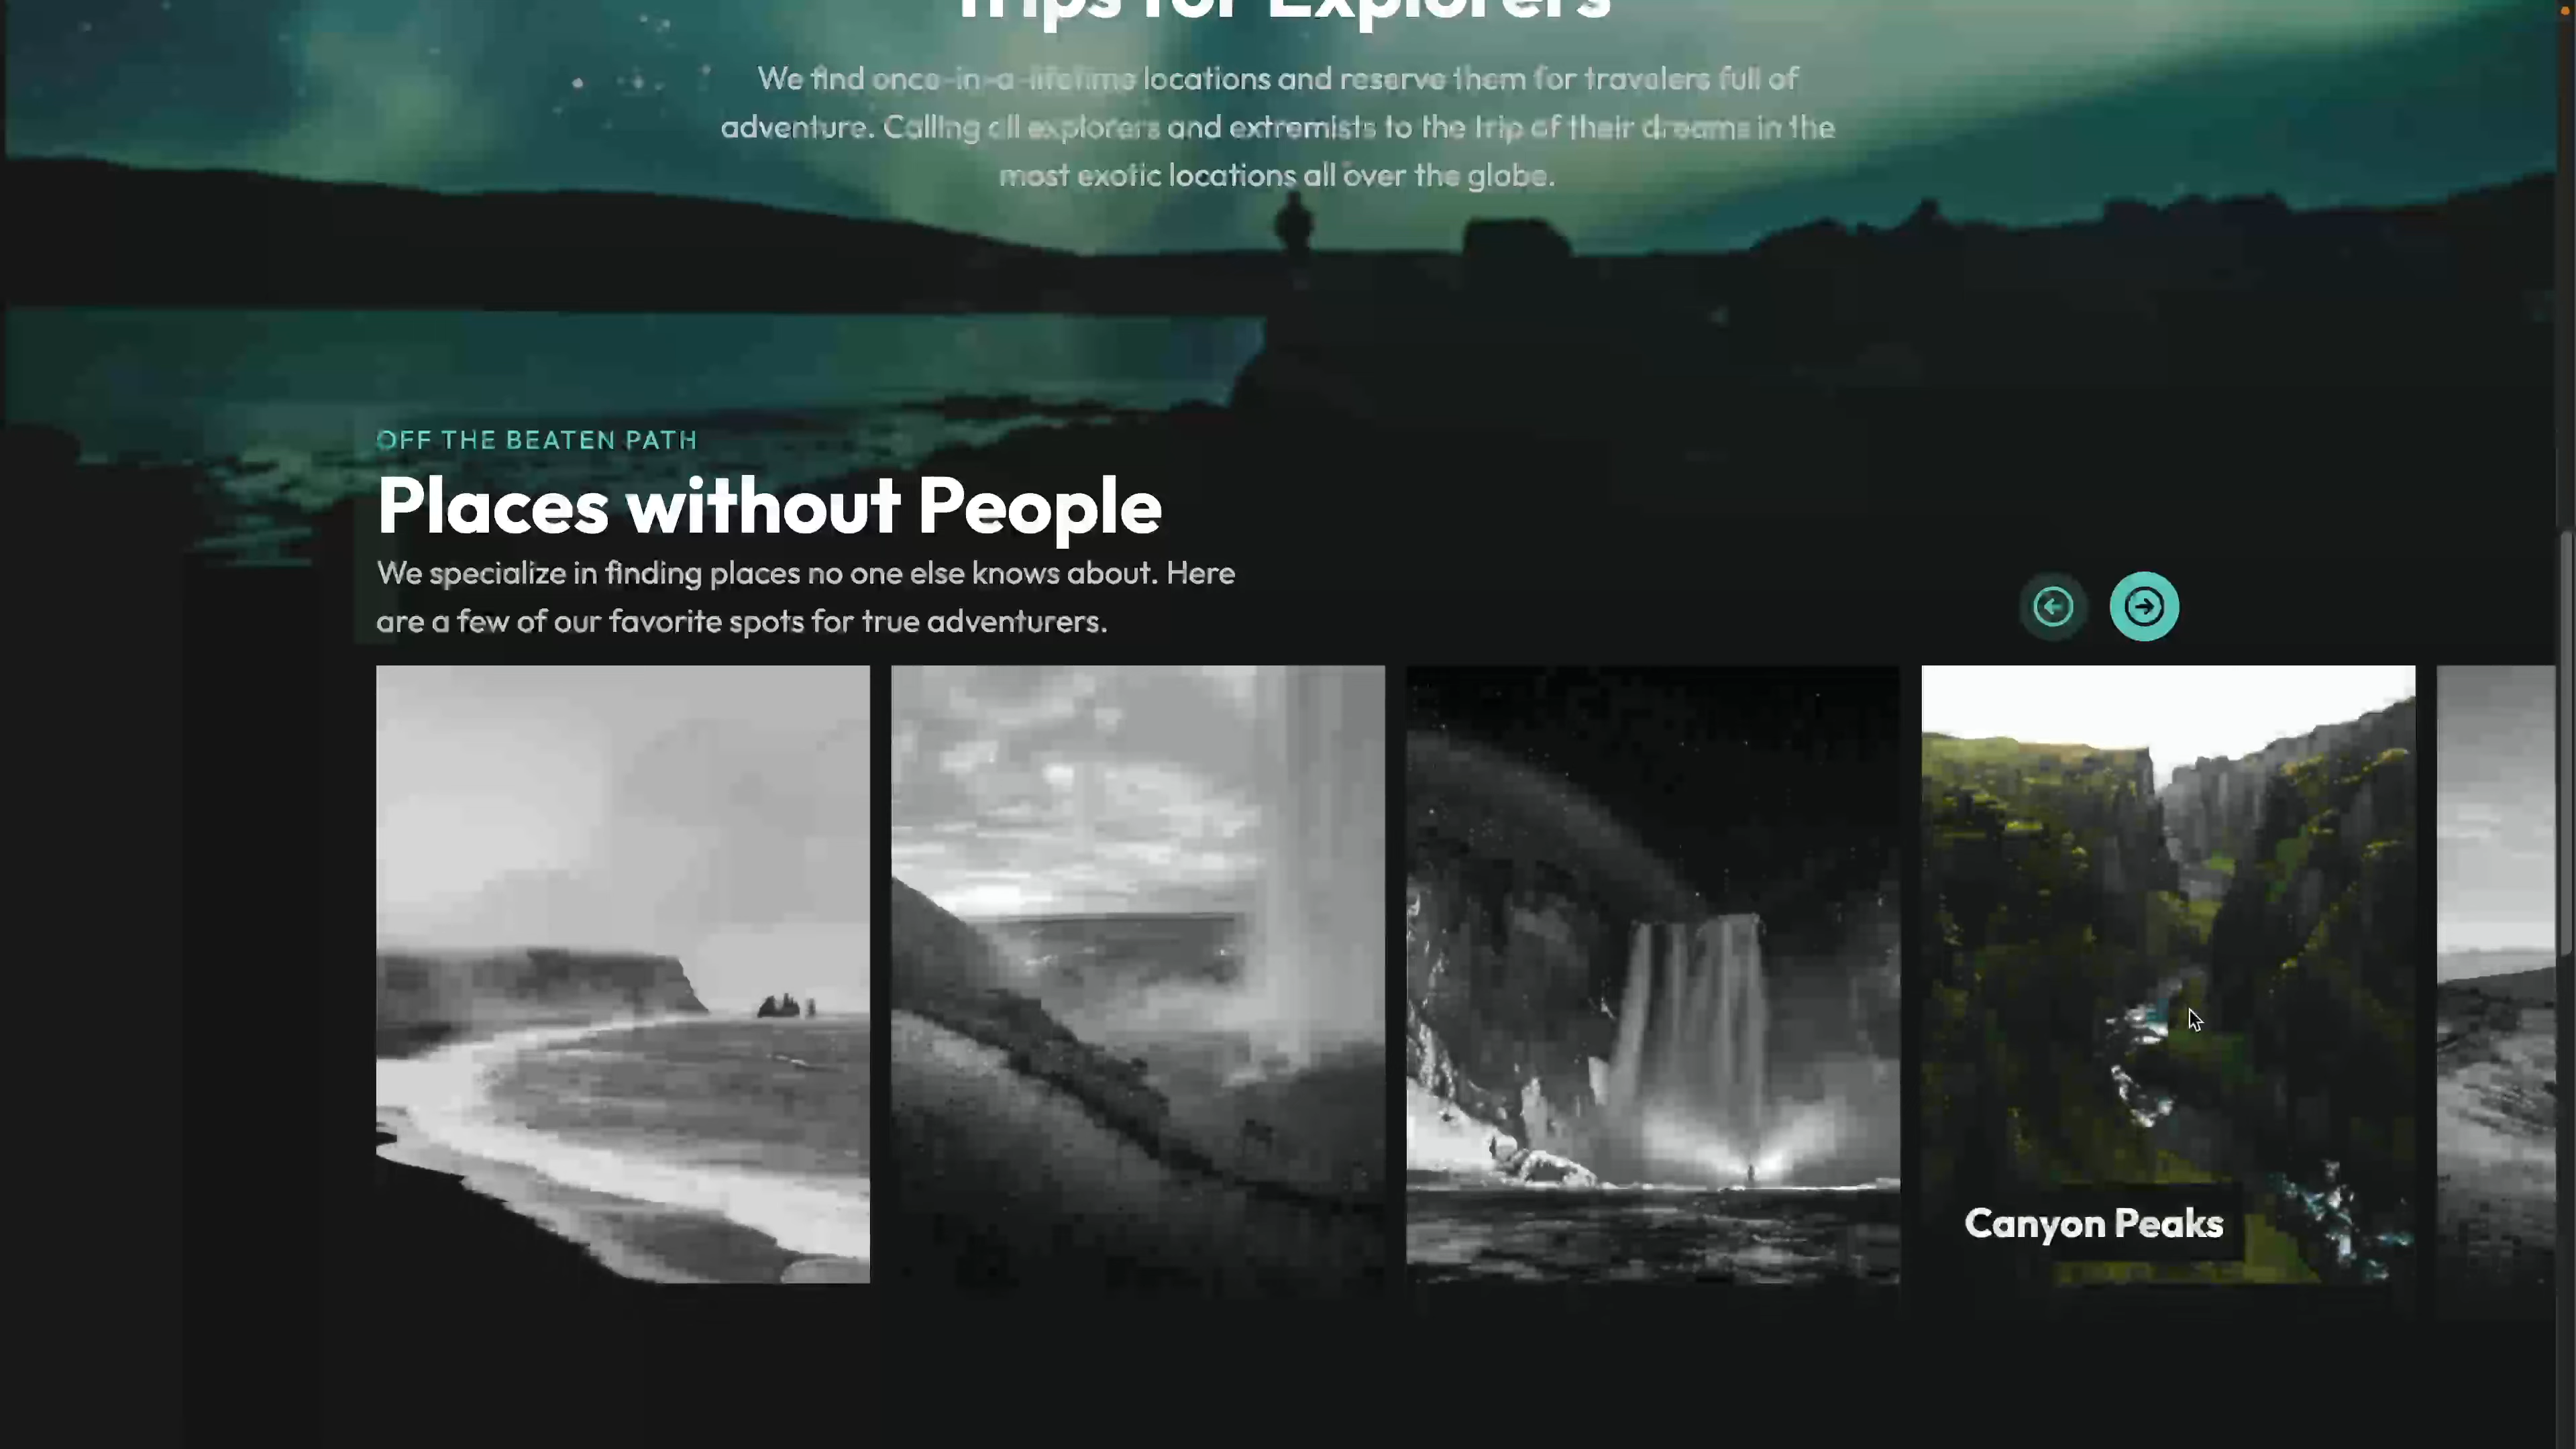 Trips for Explorers
We find once-in-a-lifetime locations and reserve them for travelers full of
adventure. Calling all explorers and extremists to the trip of their dreams in the
most exotic locations all over the globe.
OFF THE BEATEN PATH
Places without People
We specialize in finding places no one else knows about. Here
are a few of our favorite spots for true adventurers.
Canyon Peaks